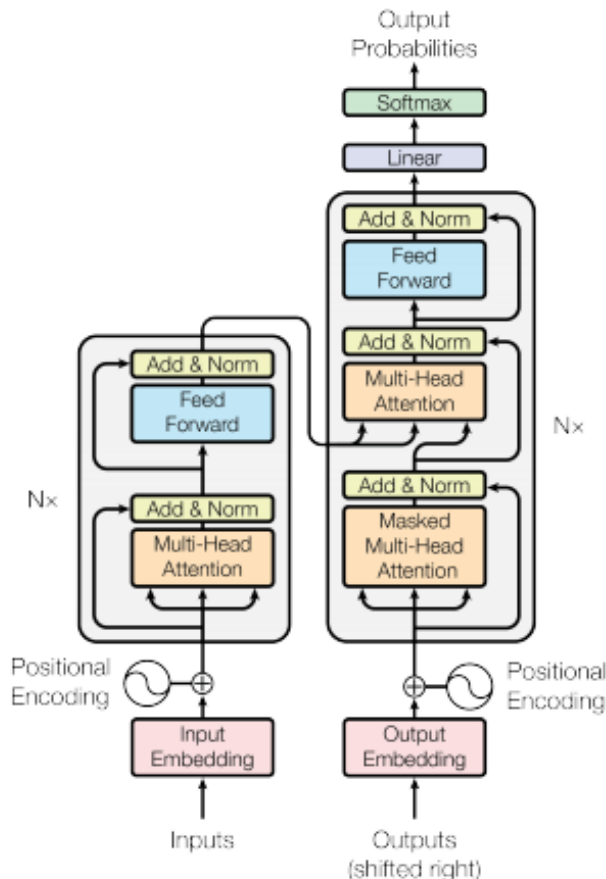 Output
Probabilities
Softmax
Linear
Add & Norm
Feed
Forward
Add & Norm
Multi-Head
Attention
Nx
Add & Norm
Masked
Multi-Head
Attention
Add & Norm
Feed
Forward
Nx
Add & Norm
Multi-Head
Attention
Positional
Encoding
Positional
Encoding
Input
Embedding
Output
Embedding
Inputs
Outputs
(shifted right)